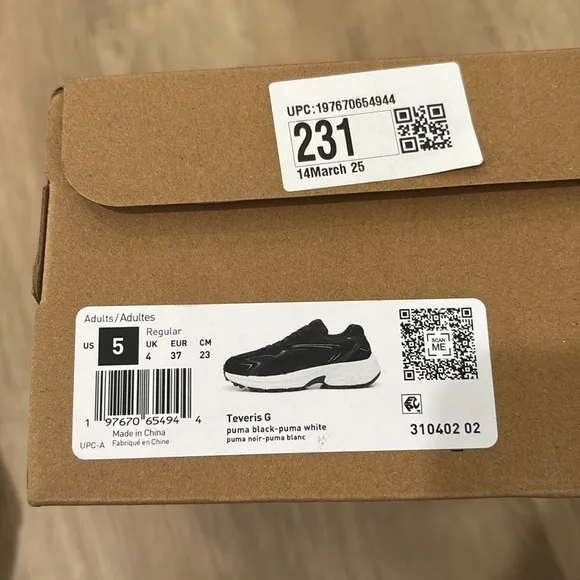 UPC:197670654944
231
14March 25
Adults/Adultes
Regular
US 5 UK EUR CM
4 37 23
SCAN ME
1 97670 65494 4
Made in China
UPC-A Fabriqué en Chine
Teveris G
puma black-puma white
puma noir-puma blanc
310402 02